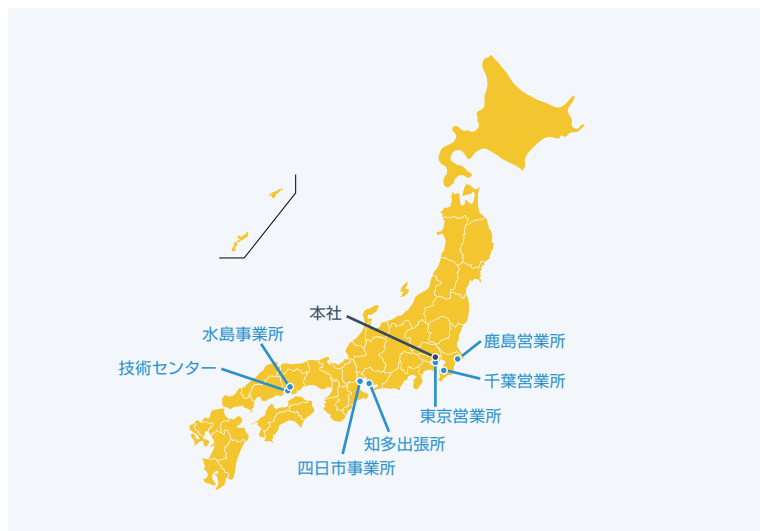 本社
水島事業所
鹿島営業所
技術センター
千葉営業所
東京営業所
知多出張所
四日市事業所